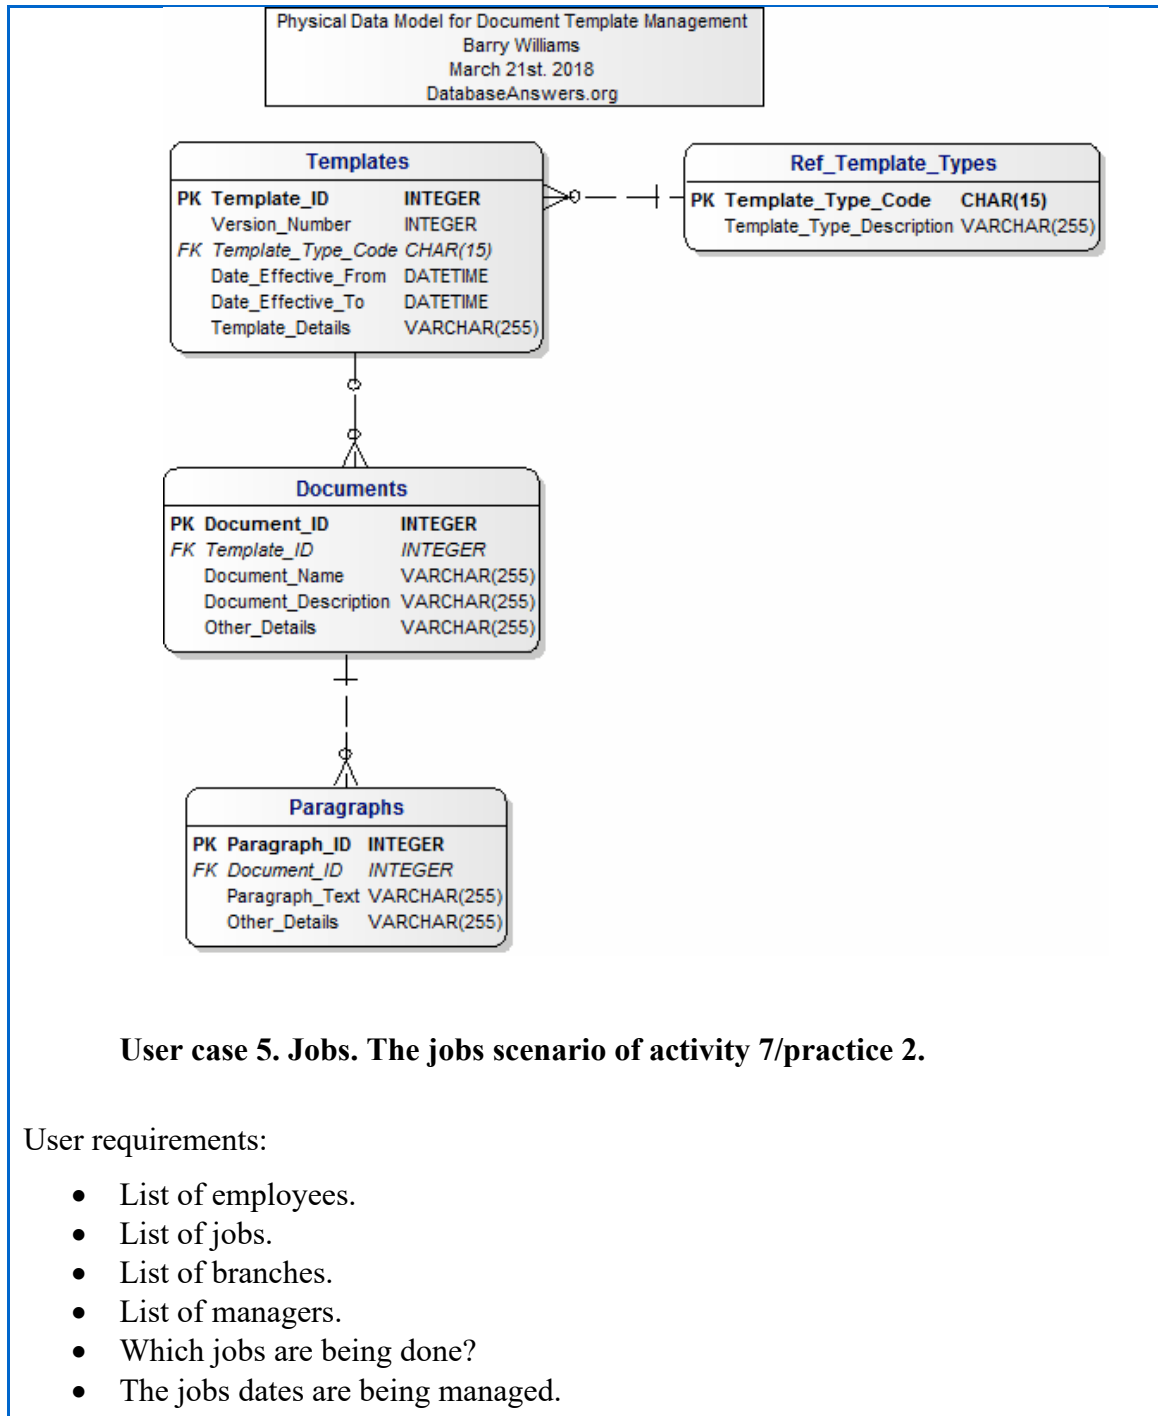 Physical Data Model for Document Template Management
Barry Williams
March 21st. 2018
DatabaseAnswers.org
Templates
PK Template_ID INTEGER
Version_Number INTEGER
FK Template_Type_Code CHAR(15)
Date_Effective_From DATETIME
Date_Effective_To DATETIME
Template_Details VARCHAR(255)
Ref_Template_Types
PK Template_Type_Code CHAR(15)
Template_Type_Description VARCHAR(255)
Documents
PK Document_ID INTEGER
FK Template_ID INTEGER
Document_Name VARCHAR(255)
Document_Description VARCHAR(255)
Other_Details VARCHAR(255)
Paragraphs
PK Paragraph_ID INTEGER
FK Document_ID INTEGER
Paragraph_Text VARCHAR(255)
Other_Details VARCHAR(255)
User case 5. Jobs. The jobs scenario of activity 7/practice 2.
User requirements:
• List of employees.
• List of jobs.
• List of branches.
• List of managers.
• Which jobs are being done?
• The jobs dates are being managed.